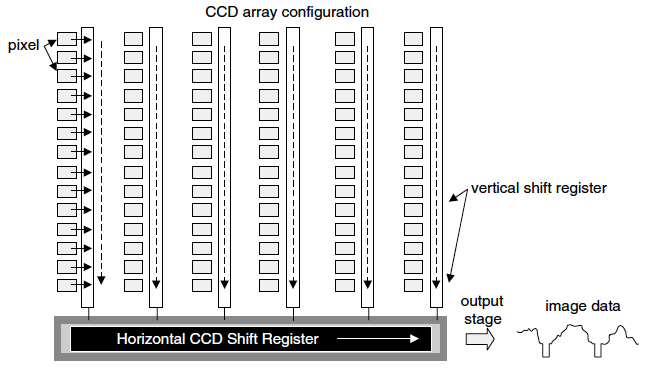 CCD array configuration
pixel
vertical shift register
output
stage
image data
Horizontal CCD Shift Register